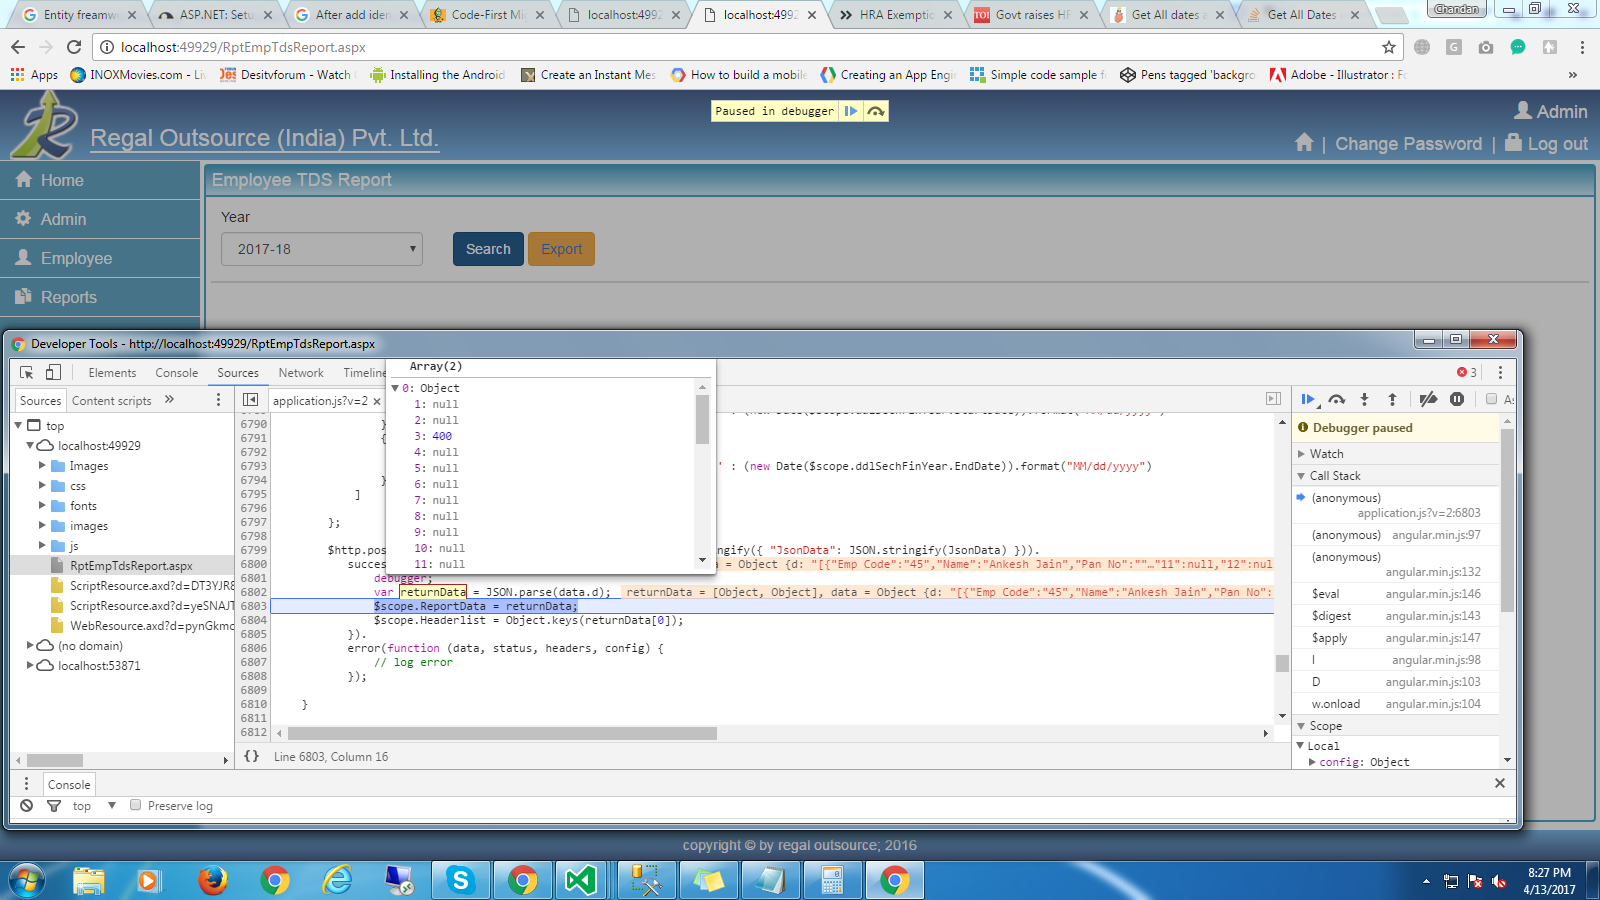 Entity freamwo
ASP.NET: Setu
After add iden
Code-First Mi
localhost:4992
localhost:4992
HRA Exemptic
Govt raises HF
Get All dates a
Get All Dates
Chandan
localhost:49929/RptEmpTdsReport.aspx
Apps
INOXMovies.com - Li
Desitvforum - Watch
Installing the Android
Create an Instant Mes
How to build a mobile
Creating an App Engi
Simple code sample f
Pens tagged 'backgro
Adobe - Illustrator : Fo
»
Regal Outsource (India) Pvt. Ltd.
Paused in debugger
Admin
| Change Password | Log out
Home
Admin
Employee
Reports
Employee TDS Report
Year
2017-18
Search
Export
Developer Tools - http://localhost:49929/RptEmpTdsReport.aspx
Elements Console Sources Network Timeline
3
Sources Content scripts »
top
localhost:49929
Images
css
fonts
images
js
RptEmpTdsReport.aspx
ScriptResource.axd?d=DT3YJR8
ScriptResource.axd?d=yeSNAJT
WebResource.axd?d=pynGkmc
(no domain)
localhost:53871
application.js?v=2 ×
Array(2)
0: Object
1: null
2: null
3: 400
4: null
5: null
6: null
7: null
8: null
9: null
10: null
11: null
6790 }
6791 {
6792
6793 ' : (new Date($scope.ddlSechFinYear.EndDate)).format("MM/dd/yyyy")
6794 }
6795 ]
6796
6797 };
6798
6799 $http.pos ngify({ "JsonData": JSON.stringify(JsonData) })).
6800 succes a = Object {d: "[{"Emp Code":"45","Name":"Ankesh Jain","Pan No":""…"11":null,"12":nul
6801 debugger;
6802 var returnData = JSON.parse(data.d); returnData = [Object, Object], data = Object {d: "[{"Emp Code":"45","Name":"Ankesh Jain","Pan No":
6803 $scope.ReportData = returnData;
6804 $scope.Headerlist = Object.keys(returnData[0]);
6805 }).
6806 error(function (data, status, headers, config) {
6807 // log error
6808 });
6809
6810 }
6811
6812
{} Line 6803, Column 16
As
Debugger paused
Watch
Call Stack
(anonymous)
application.js?v=2:6803
(anonymous) angular.min.js:97
(anonymous)
angular.min.js:132
$eval angular.min.js:146
$digest angular.min.js:143
$apply angular.min.js:147
l angular.min.js:98
D angular.min.js:103
w.onload angular.min.js:104
Scope
Local
config: Object
Console
top
Preserve log
copyright © by regal outsource; 2016
8:27 PM
4/13/2017